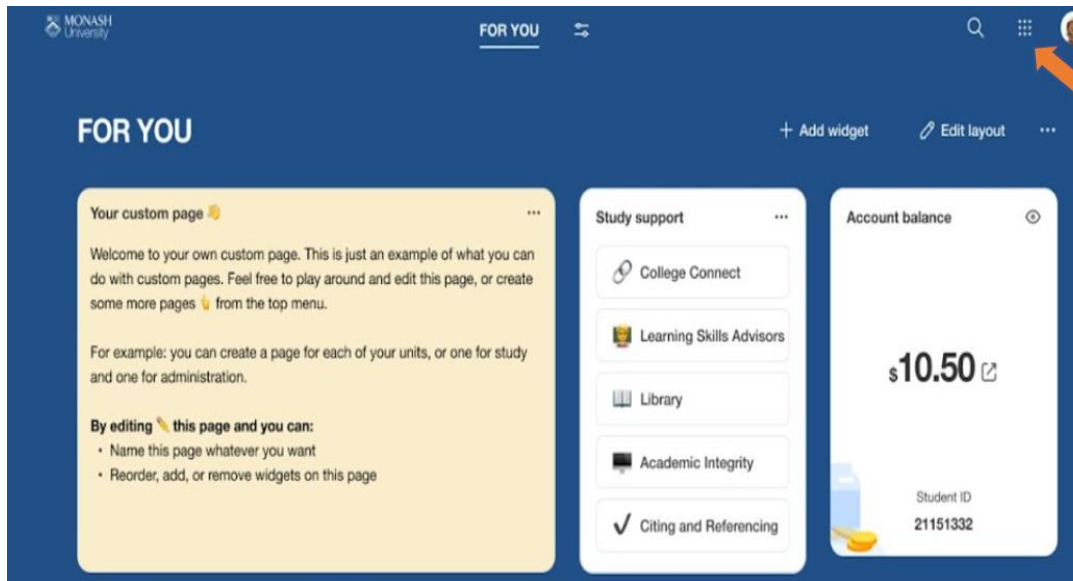 MONASH
University
FOR YOU
FOR YOU
+ Add widget
Edit layout
...
Your custom page 👋
...
Welcome to your own custom page. This is just an example of what you can
do with custom pages. Feel free to play around and edit this page, or create
some more pages 👆 from the top menu.
For example: you can create a page for each of your units, or one for study
and one for administration.
By editing ✏️ this page and you can:
• Name this page whatever you want
• Reorder, add, or remove widgets on this page
Study support
...
College Connect
Learning Skills Advisors
Library
Academic Integrity
Citing and Referencing
Account balance
$10.50
Student ID
21151332